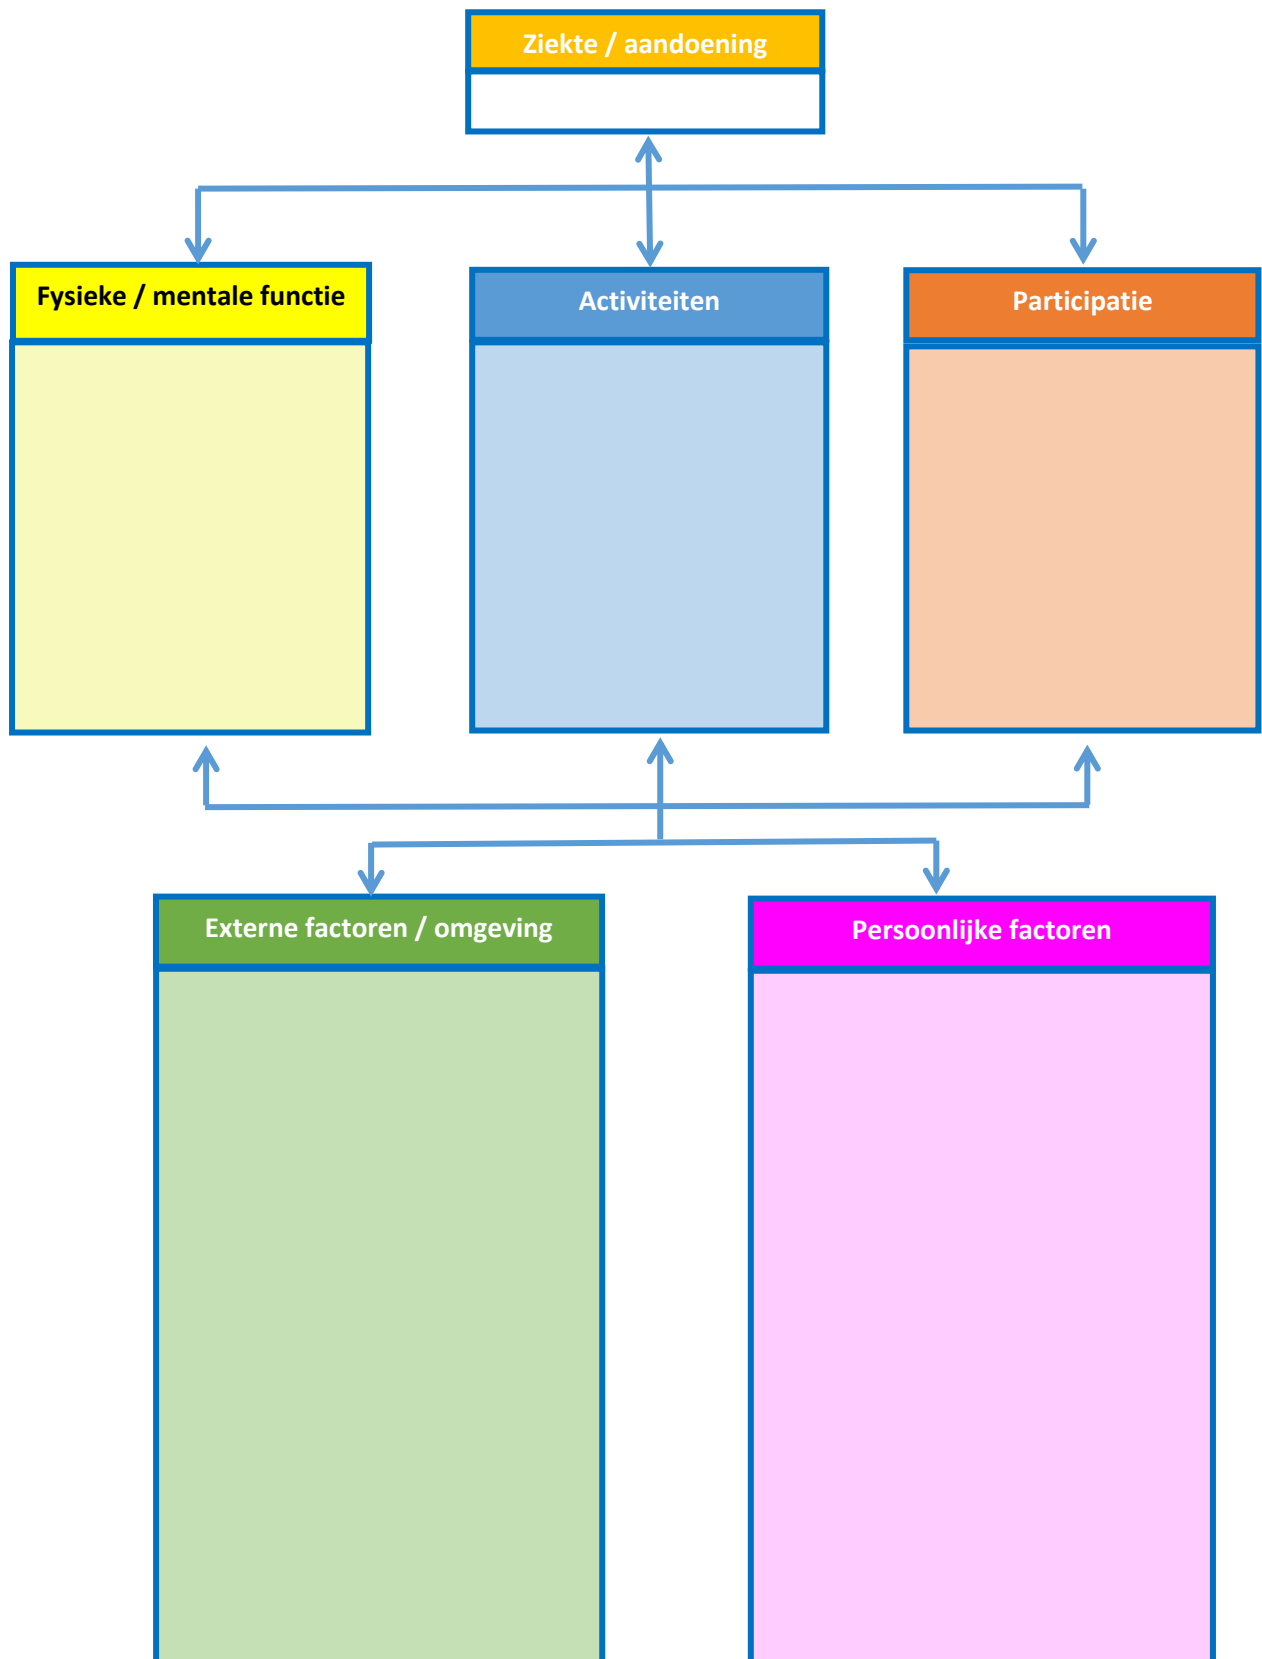 Ziekte / aandoening
Fysieke / mentale functie
Activiteiten
Participatie
Externe factoren / omgeving
Persoonlijke factoren